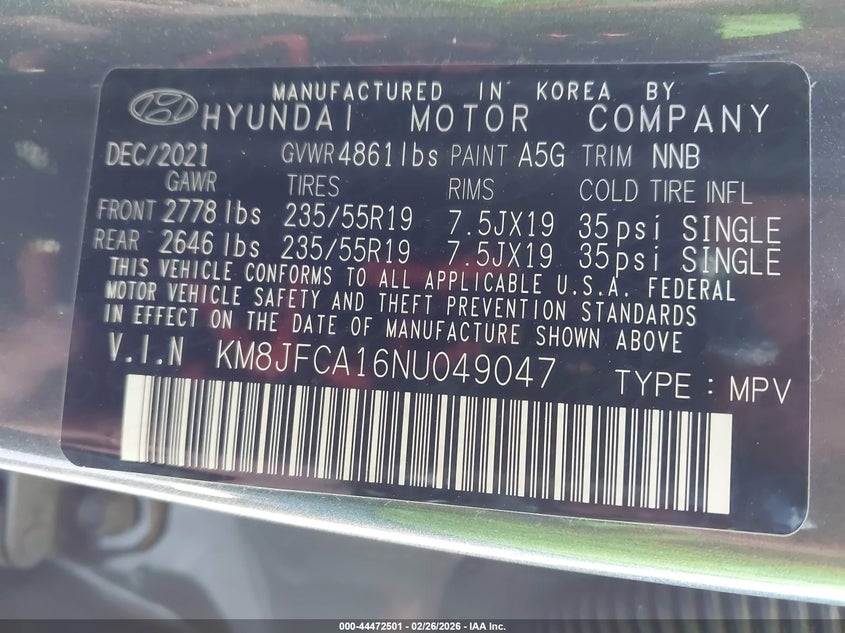 MANUFACTURED IN KOREA BY
HYUNDAI MOTOR COMPANY
DEC/2021 GVWR 4861lbs PAINT A5G TRIM NNB
GAWR TIRES RIMS COLD TIRE INFL
FRONT 2778 lbs 235/55R19 7.5JX19 35psi SINGLE
REAR 2646 lbs 235/55R19 7.5JX19 35psi SINGLE
THIS VEHICLE CONFORMS TO ALL APPLICABLE U.S.A. FEDERAL
MOTOR VEHICLE SAFETY AND THEFT PREVENTION STANDARDS
IN EFFECT ON THE DATE OF MANUFACTURE SHOWN ABOVE
V.I.N KM8JFCA16NU049047 TYPE : MPV
000-44472501 - 02/26/2026 - IAA Inc.